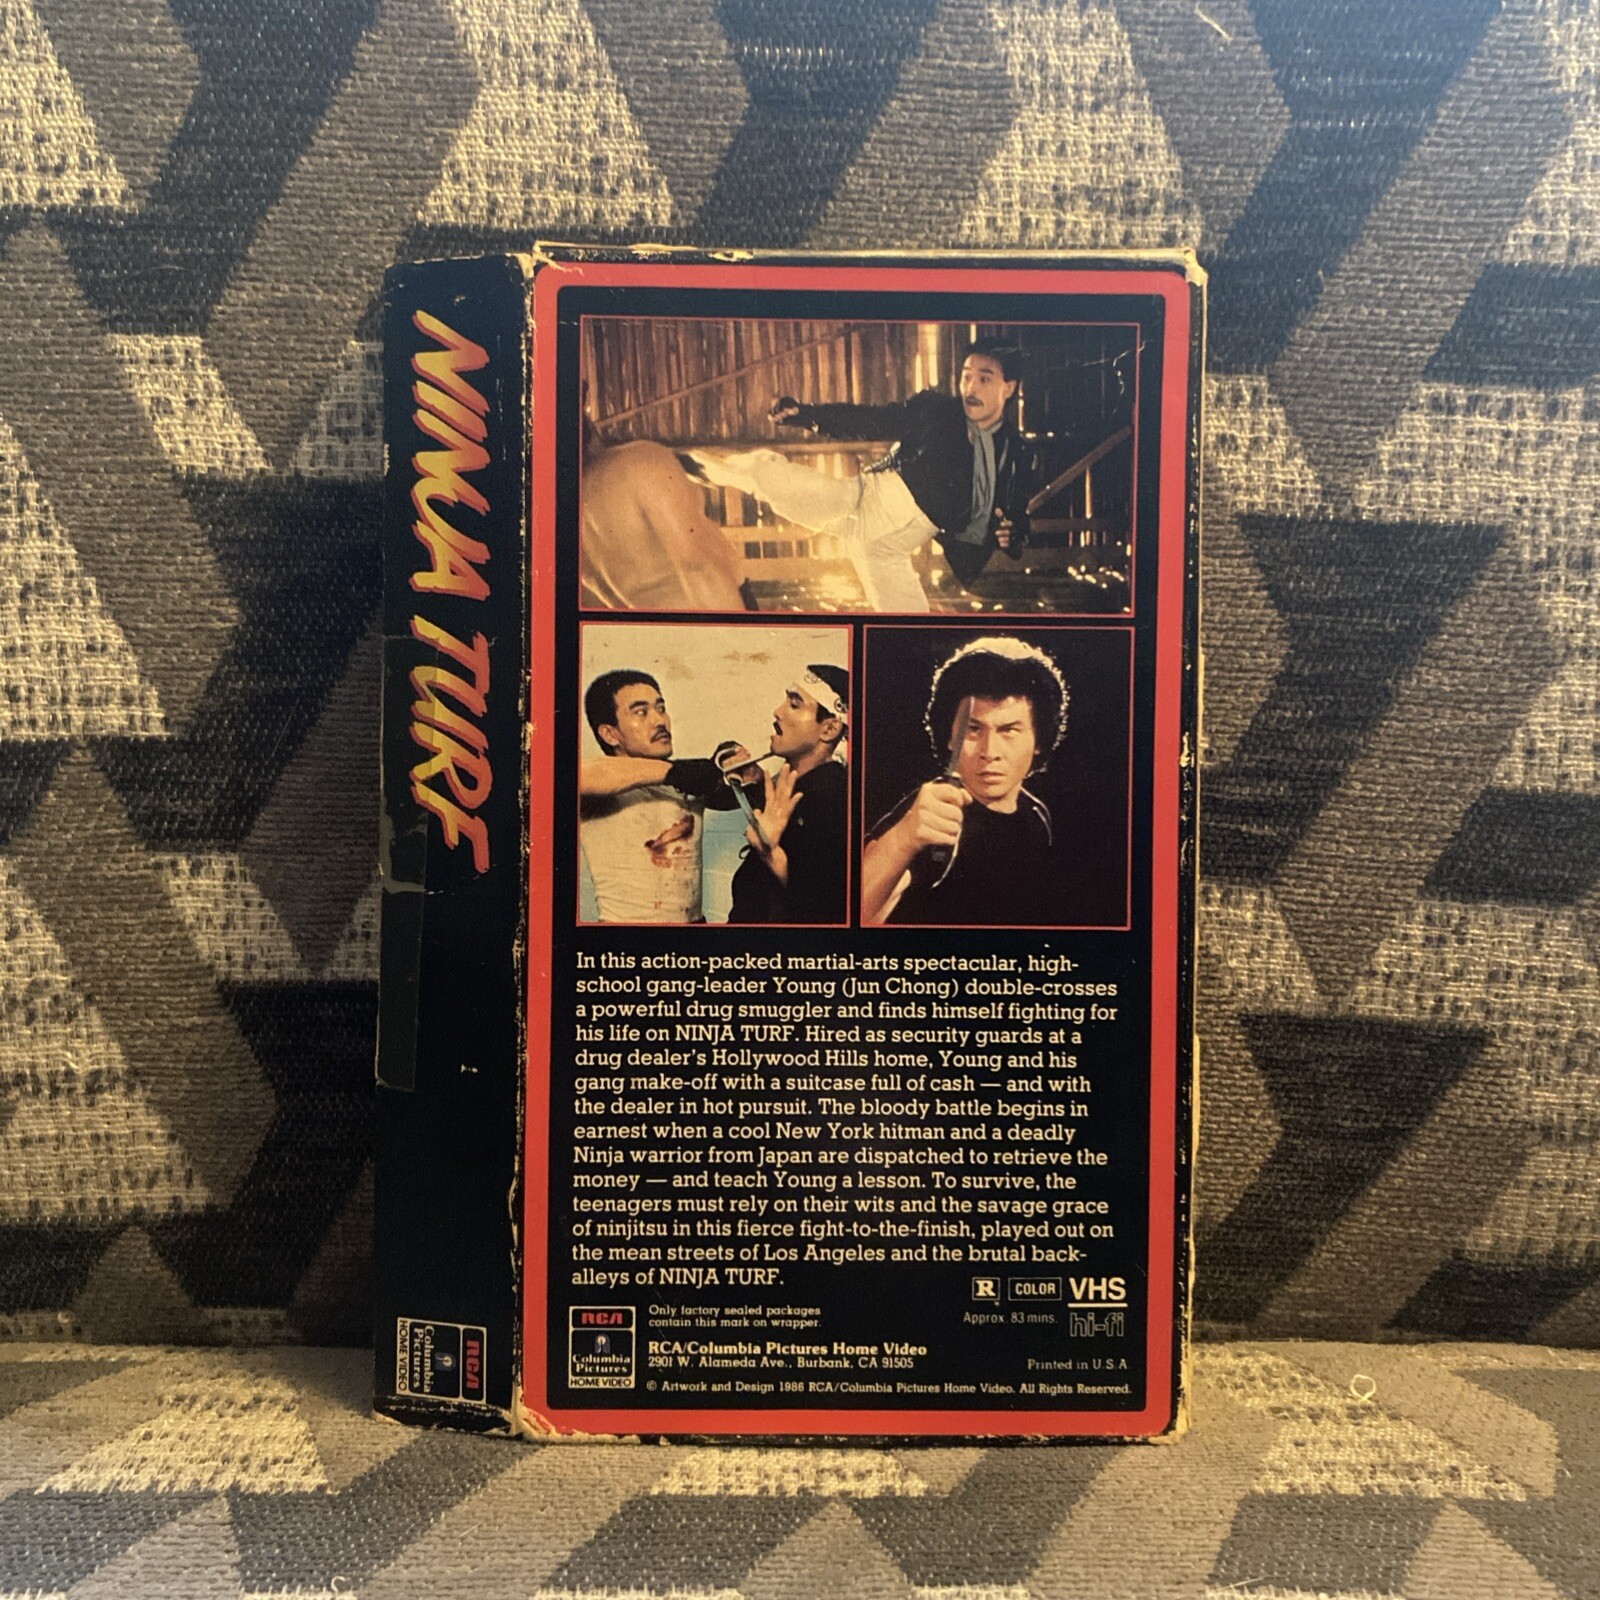 NINJA TURF
RCA
Columbia
Pictures
HOME VIDEO
In this action-packed martial-arts spectacular, high-
school gang-leader Young (Jun Chong) double-crosses
a powerful drug smuggler and finds himself fighting for
his life on NINJA TURF. Hired as security guards at a
drug dealer's Hollywood Hills home, Young and his
gang make-off with a suitcase full of cash — and with
the dealer in hot pursuit. The bloody battle begins in
earnest when a cool New York hitman and a deadly
Ninja warrior from Japan are dispatched to retrieve the
money — and teach Young a lesson. To survive, the
teenagers must rely on their wits and the savage grace
of ninjitsu in this fierce fight-to-the-finish, played out on
the mean streets of Los Angeles and the brutal back-
alleys of NINJA TURF.
R COLOR VHS
Approx. 83 mins. hi-fi
RCA
Columbia
Pictures
HOME VIDEO
Only factory sealed packages
contain this mark on wrapper.
RCA/Columbia Pictures Home Video
2901 W. Alameda Ave., Burbank, CA 91505
Printed in U.S.A.
© Artwork and Design 1986 RCA/Columbia Pictures Home Video. All Rights Reserved.